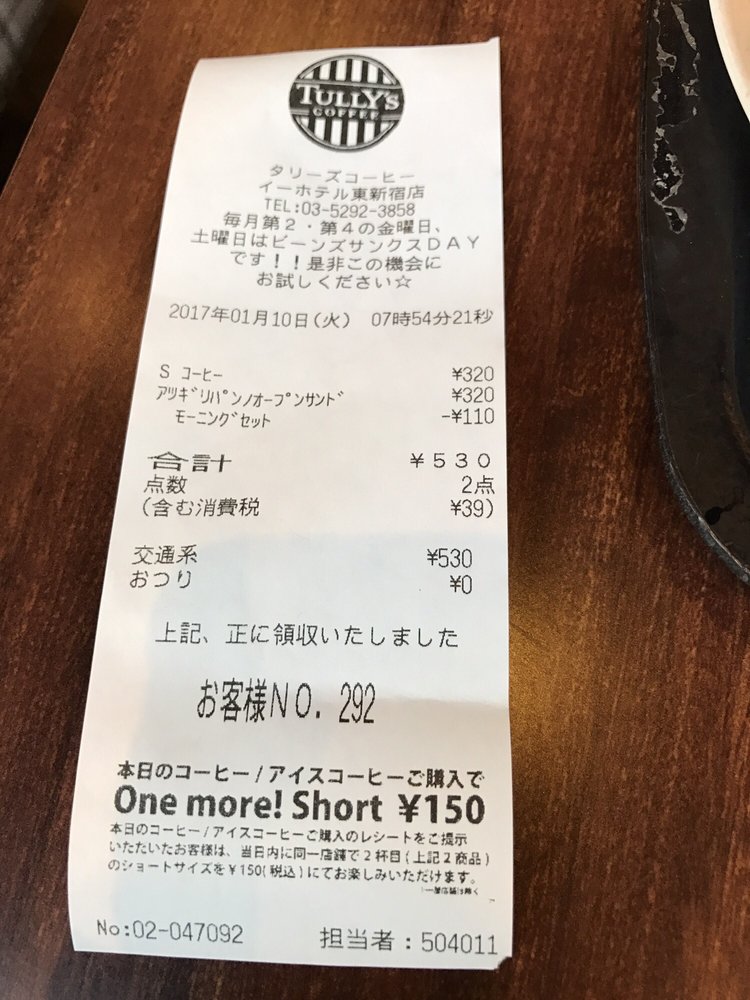 TULLY'S
COFFEE
タリーズコーヒー
イーホテル東新宿店
TEL:03-5292-3858
毎月第2・第4の金曜日、
土曜日はビーンズサンクスDAY
です！！是非この機会に
お試しください☆
2017年01月10日(火) 07時54分21秒
S コーヒー ¥320
ｱﾂｷﾞﾘﾊﾟﾝﾉｵｰﾌﾟﾝｻﾝﾄﾞ ¥320
モーニングセット -¥110
合計 ¥530
点数 2点
(含む消費税 ¥39)
交通系 ¥530
おつり ¥0
上記、正に領収いたしました
お客様NO. 292
本日のコーヒー/アイスコーヒーご購入で
One more! Short ¥150
本日のコーヒー/アイスコーヒーご購入のレシートをご提示
いただいたお客様は、当日内に同一店舗で2杯目(上記2商品)
のショートサイズを¥150(税込)にてお楽しみいただけます。
一部店舗は除く
No:02-047092 担当者：504011